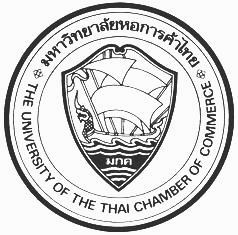 มหาวิทยาลัยหอการค้าไทย
มกค
THE UNIVERSITY OF THE THAI CHAMBER OF COMMERCE